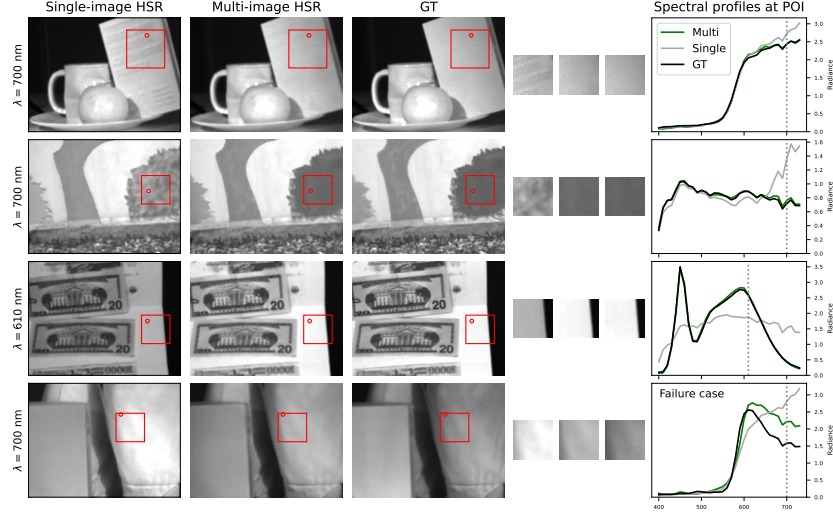 Single-image HSR Multi-image HSR GT Spectral profiles at POI
λ = 700 nm
Multi
Single
GT
3.0
2.5
2.0
1.5
1.0
0.5
0.0
Radiance
λ = 700 nm
1.6
1.4
1.2
1.0
0.8
0.6
0.4
0.2
0.0
Radiance
λ = 610 nm
20 20 20
20 20 20
3.5
3.0
2.5
2.0
1.5
1.0
0.5
0.0
Radiance
λ = 700 nm
Failure case
3.0
2.5
2.0
1.5
1.0
0.5
0.0
Radiance
400 500 600 700